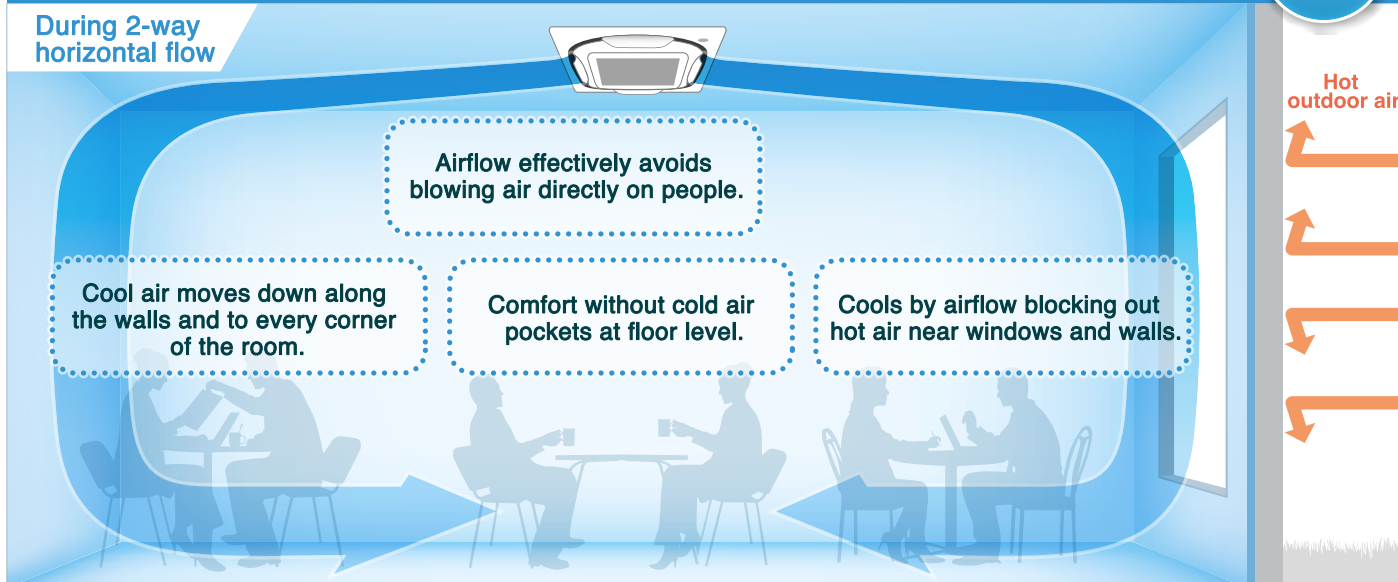 During 2-way
horizontal flow
Hot
outdoor air
Airflow effectively avoids
blowing air directly on people.
Cool air moves down along
the walls and to every corner
of the room.
Comfort without cold air
pockets at floor level.
Cools by airflow blocking out
hot air near windows and walls.